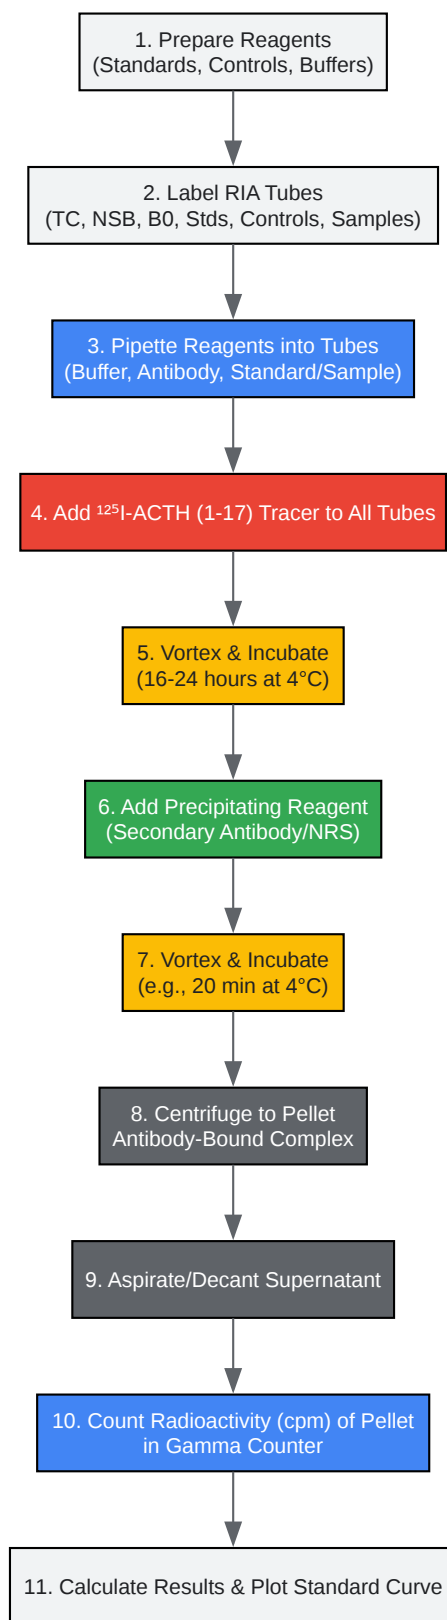 1. Prepare Reagents
(Standards, Controls, Buffers)
2. Label RIA Tubes
(TC, NSB, B0, Stds, Controls, Samples)
3. Pipette Reagents into Tubes
(Buffer, Antibody, Standard/Sample)
4. Add ¹²⁵I-ACTH (1-17) Tracer to All Tubes
5. Vortex & Incubate
(16-24 hours at 4°C)
6. Add Precipitating Reagent
(Secondary Antibody/NRS)
7. Vortex & Incubate
(e.g., 20 min at 4°C)
8. Centrifuge to Pellet
Antibody-Bound Complex
9. Aspirate/Decant Supernatant
10. Count Radioactivity (cpm) of Pellet
in Gamma Counter
11. Calculate Results & Plot Standard Curve